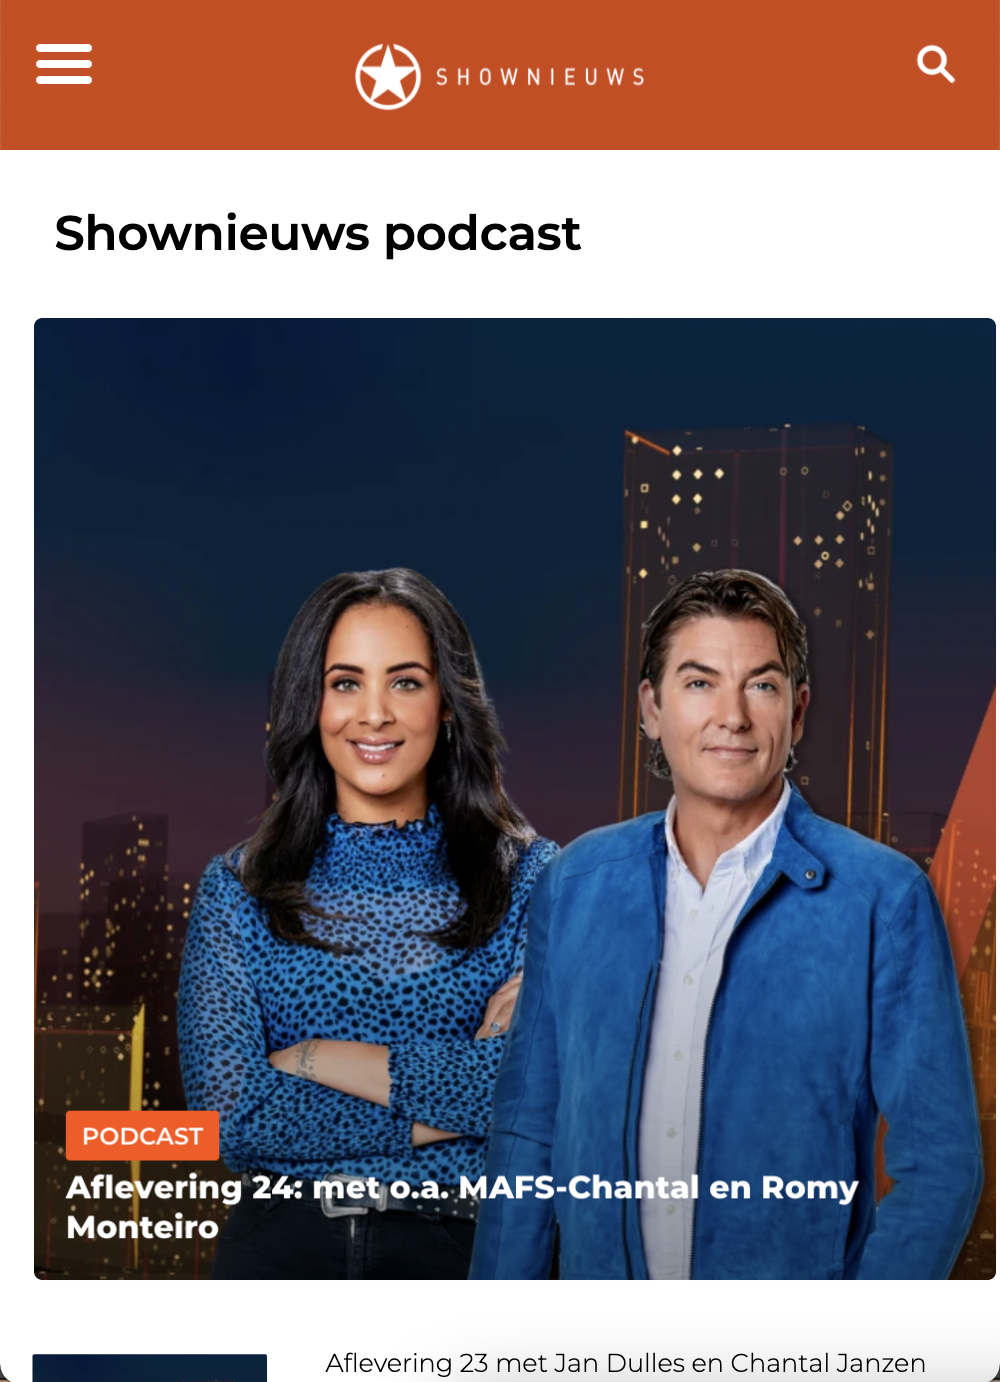 SHOWNIEUWS
Shownieuws podcast
PODCAST
Aflevering 24: met o.a. MAFS-Chantal en Romy
Monteiro
Aflevering 23 met Jan Dulles en Chantal Janzen